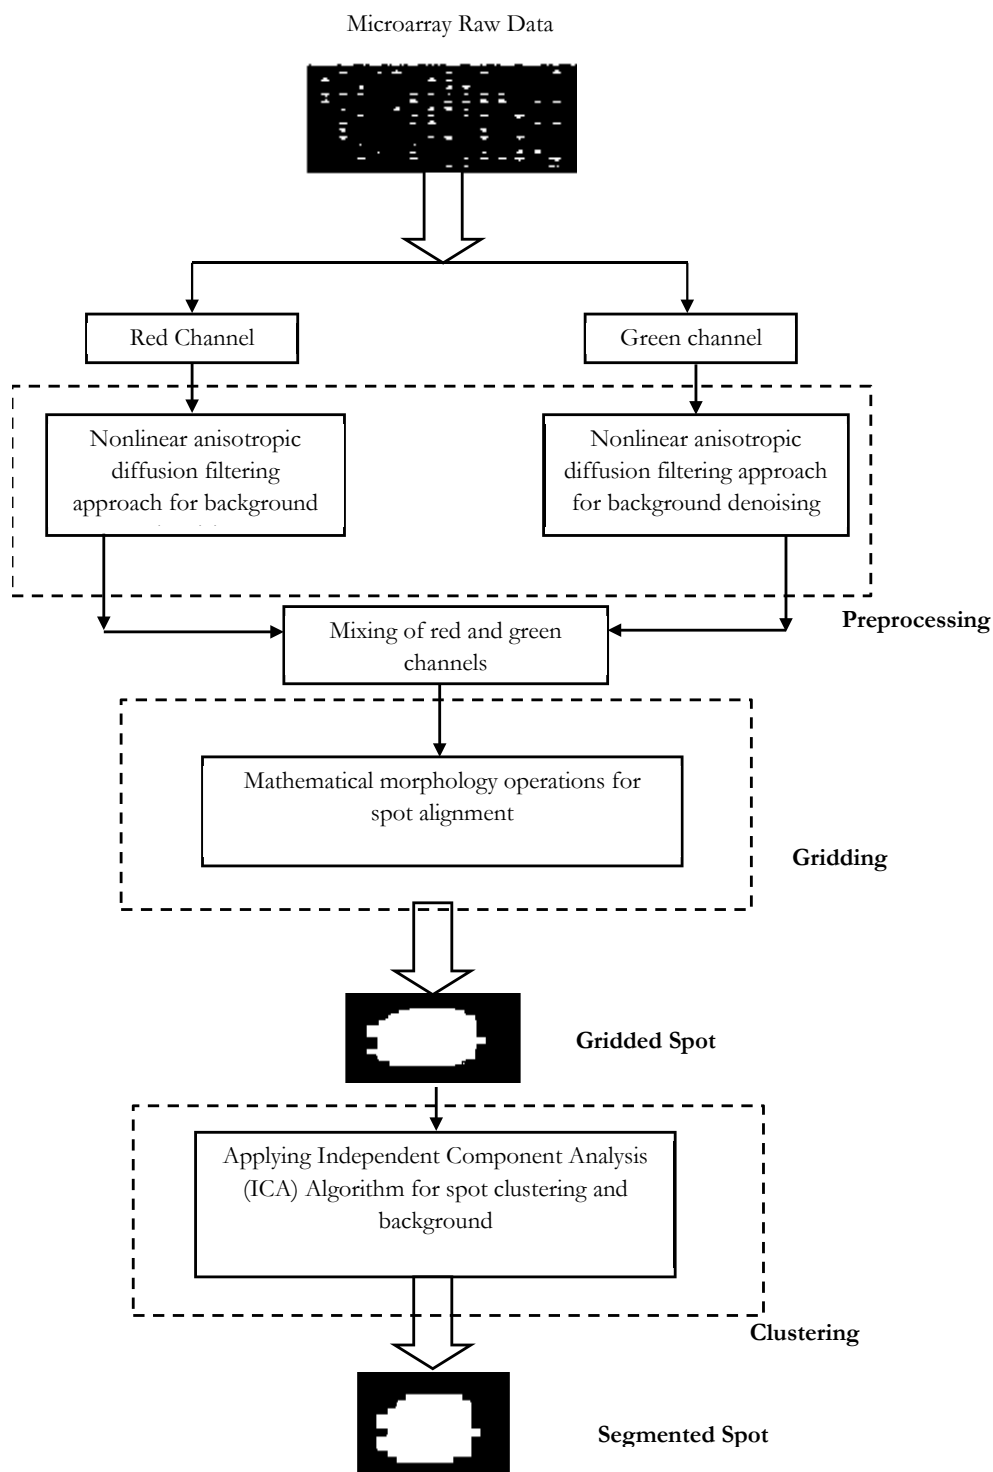 Microarray Raw Data
Red Channel
Green channel
Nonlinear anisotropic
diffusion filtering
approach for background
Nonlinear anisotropic
diffusion filtering approach
for background denoising
Preprocessing
Mixing of red and green
channels
Mathematical morphology operations for
spot alignment
Gridding
Gridded Spot
Applying Independent Component Analysis
(ICA) Algorithm for spot clustering and
background
Clustering
Segmented Spot